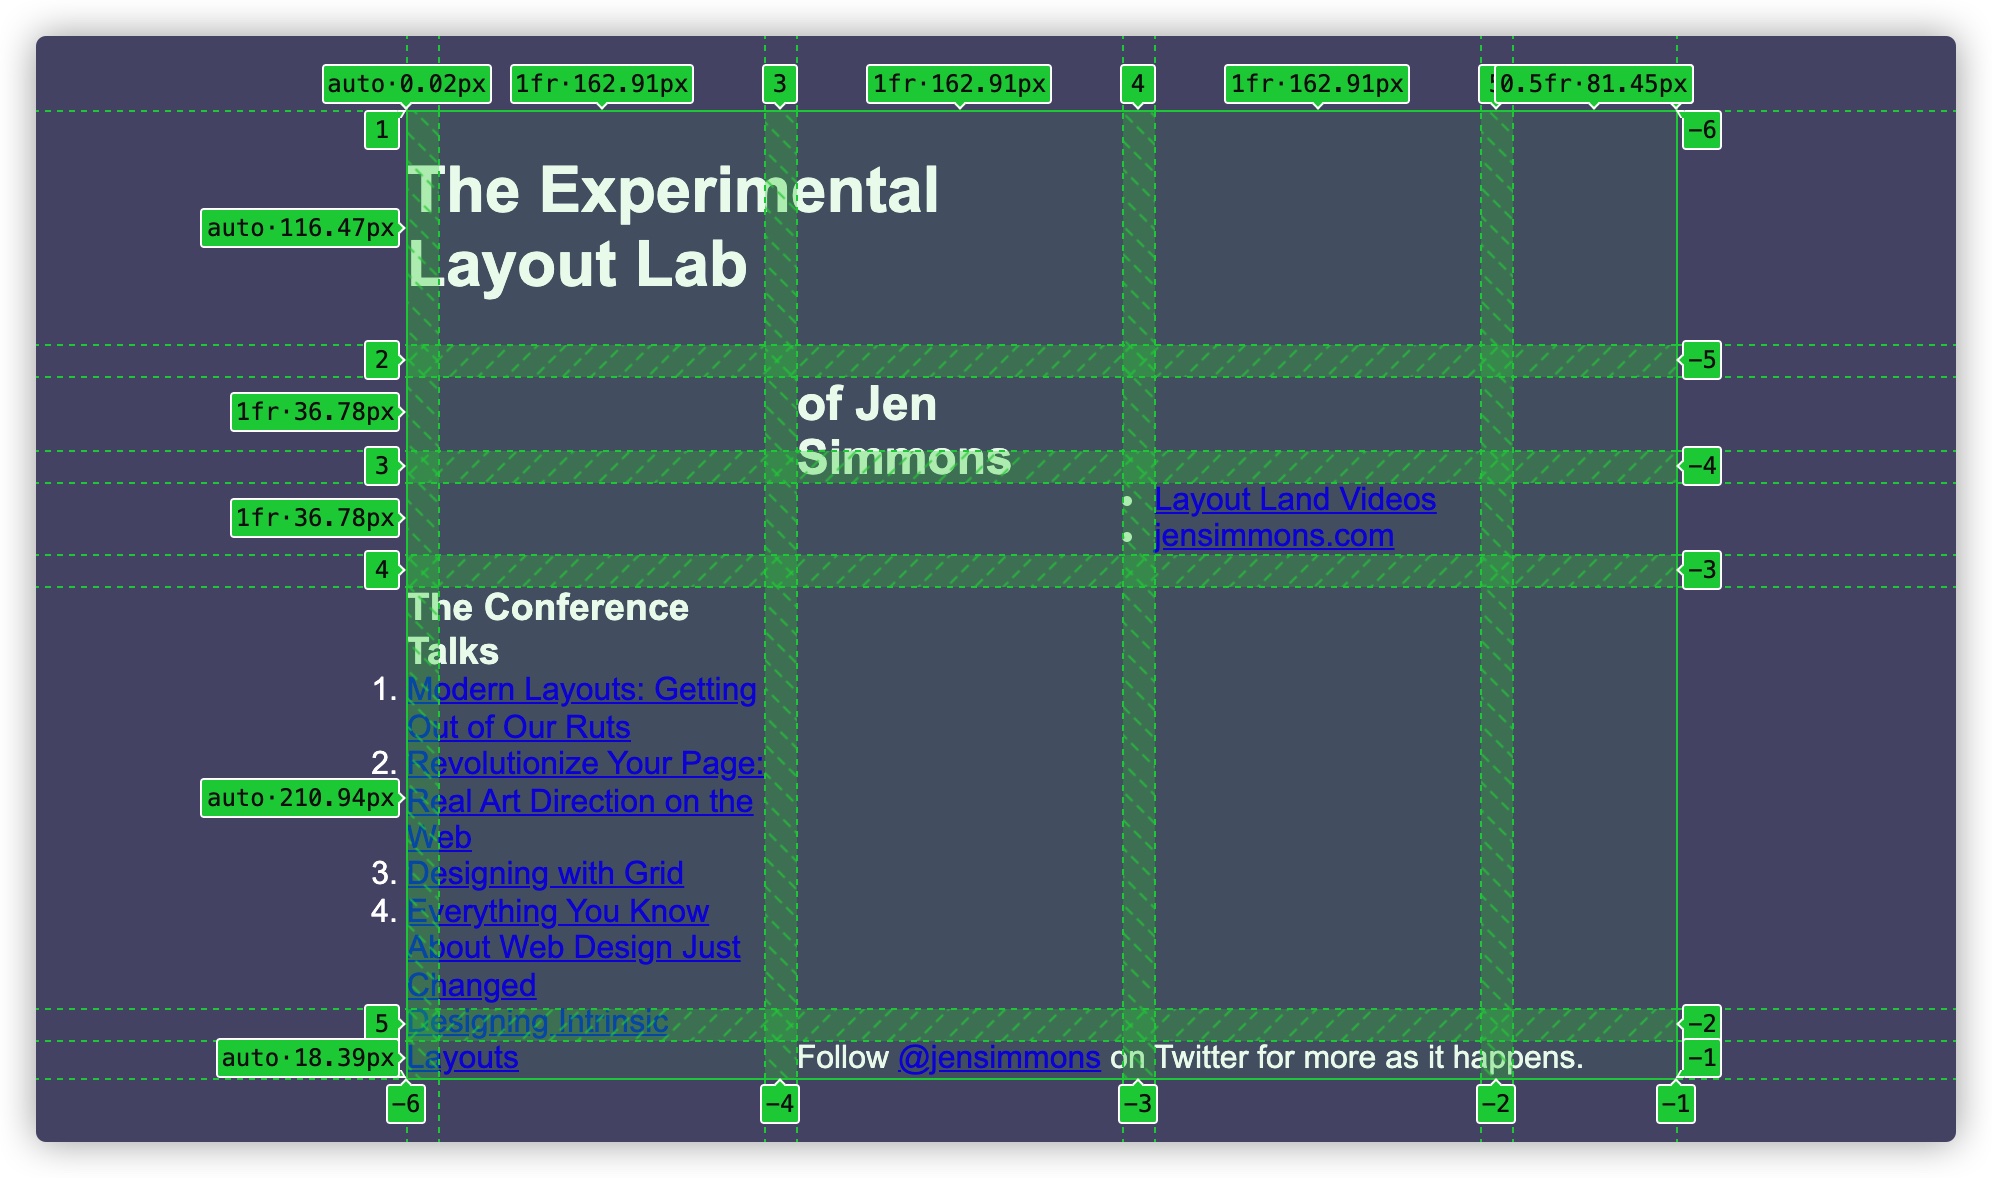 auto·0.02px 1fr·162.91px 3 1fr·162.91px 4 1fr·162.91px 0.5fr·81.45px
1 −6
The Experimental
auto·116.47px
Layout Lab
2 −5
of Jen
1fr·36.78px
Simmons
3 −4
• Layout Land Videos
1fr·36.78px
• jensimmons.com
4 −3
The Conference
Talks
1. Modern Layouts: Getting
Out of Our Ruts
2. Revolutionize Your Page:
auto·210.94px Real Art Direction on the
Web
3. Designing with Grid
4. Everything You Know
About Web Design Just
Changed
5 Designing Intrinsic −2
auto·18.39px Layouts Follow @jensimmons on Twitter for more as it happens. −1
−6 −4 −3 −2 −1